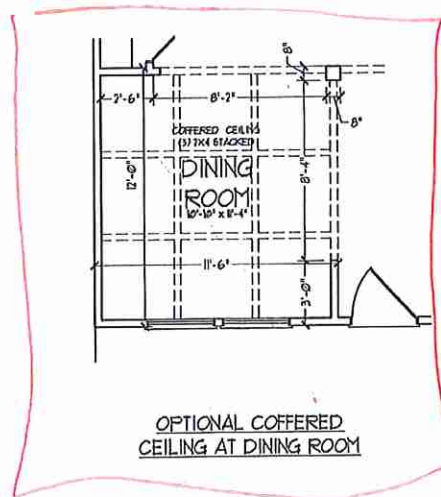 8"
2'-6"
8'-2"
8"
COFFERED CEILING
(3) 2X4 STACKED
DINING
ROOM
10'-10" x 11'-4"
12'-0"
8'-4"
11'-6"
3'-0"
OPTIONAL COFFERED
CEILING AT DINING ROOM